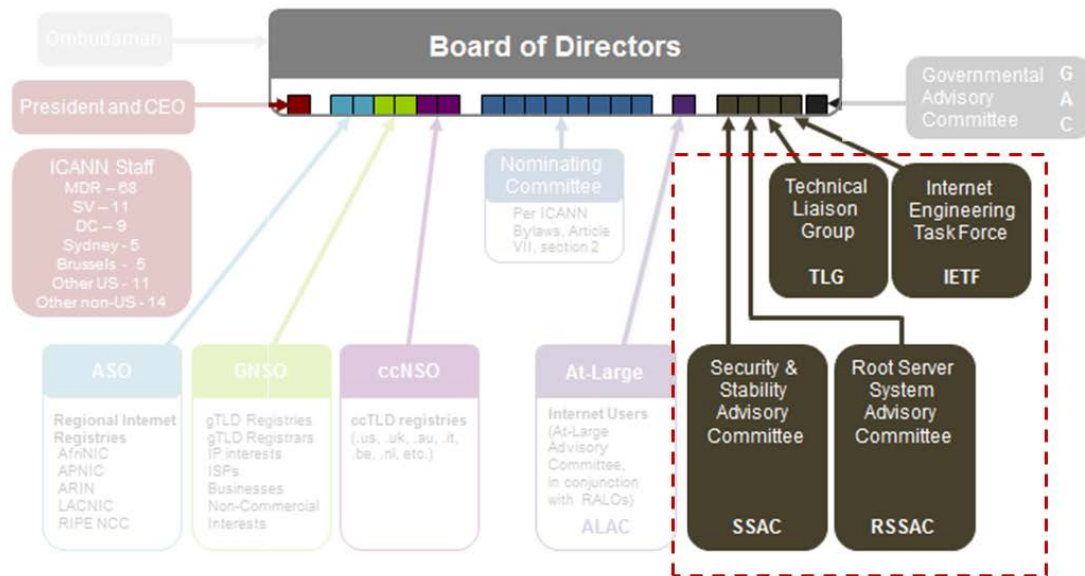 Ombudsman
Board of Directors
President and CEO
Governmental G
Advisory A
Committee C
ICANN Staff
MDR – 68
SV – 11
DC – 9
Sydney - 5
Brussels - 5
Other US - 11
Other non-US - 14
Nominating
Committee
Per ICANN
Bylaws, Article
VII, section 2
Technical
Liaison
Group
TLG
Internet
Engineering
Task Force
IETF
ASO
Regional Internet
Registries
AfriNIC
APNIC
ARIN
LACNIC
RIPE NCC
GNSO
gTLD Registries
gTLD Registrars
IP interests
ISPs
Businesses
Non-Commercial
Interests
ccNSO
ccTLD registries
(.us, .uk, .au, .it,
.be, .nl, etc.)
At-Large
Internet Users
(At-Large
Advisory
Committee,
in conjunction
with RALOs)
ALAC
Security &
Stability
Advisory
Committee
SSAC
Root Server
System
Advisory
Committee
RSSAC